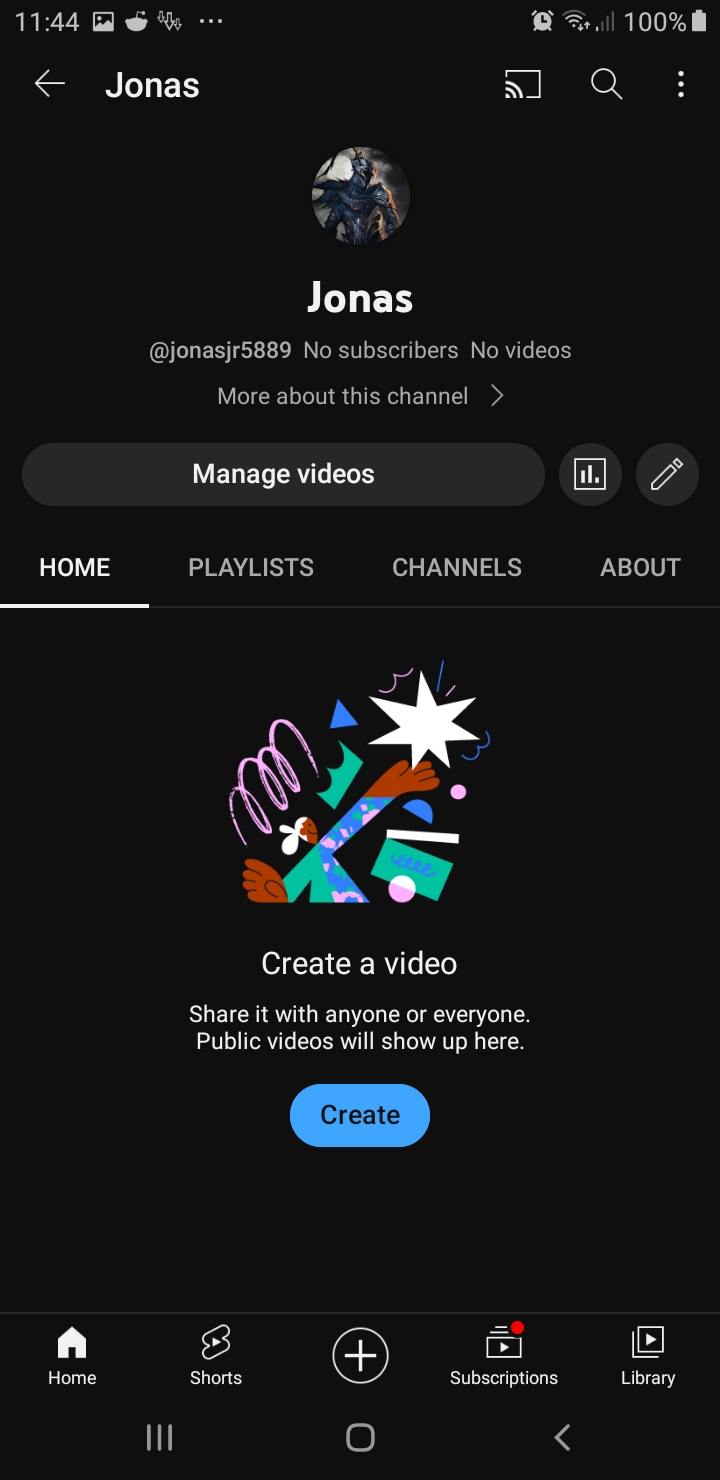 11:44 100%
Jonas
Jonas
@jonasjr5889 No subscribers No videos
More about this channel
Manage videos
HOME PLAYLISTS CHANNELS ABOUT
Create a video
Share it with anyone or everyone.
Public videos will show up here.
Create
Home Shorts Subscriptions Library